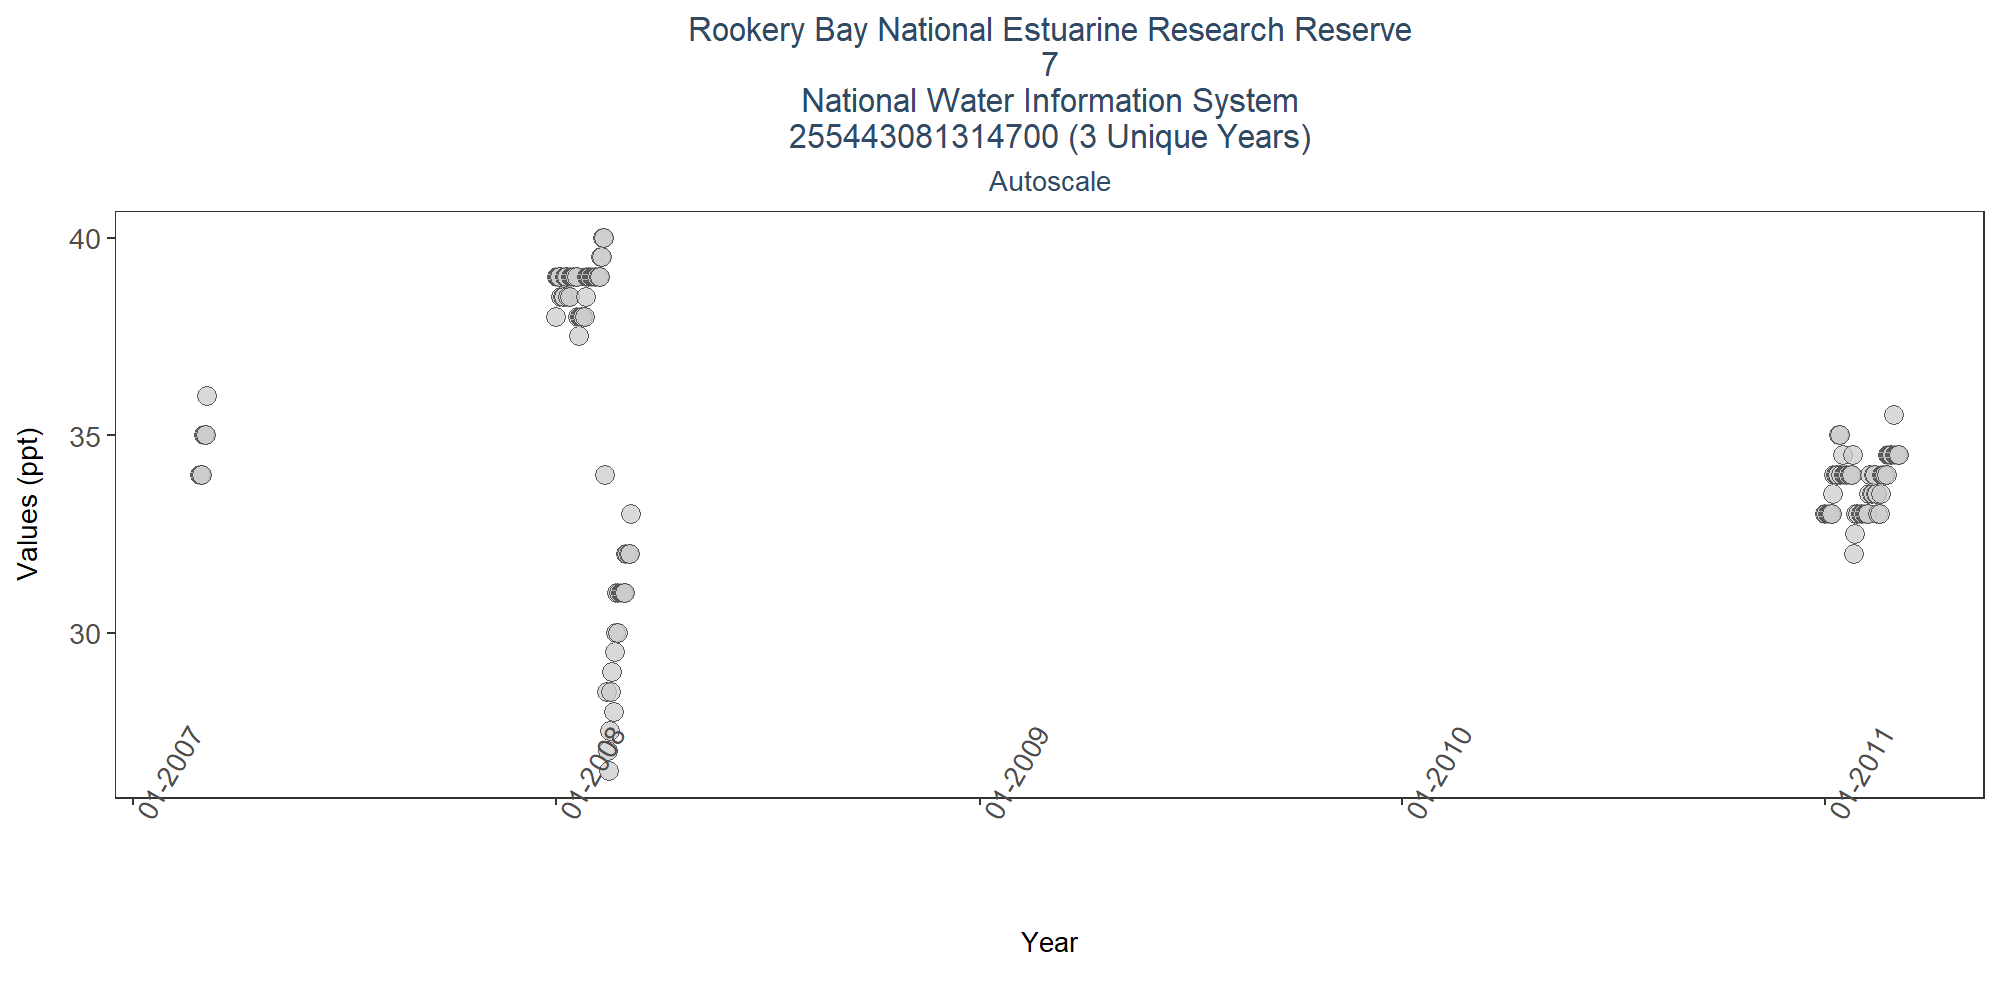 Rookery Bay National Estuarine Research Reserve
7
National Water Information System
255443081314700 (3 Unique Years)
Autoscale
40
35
30
Values (ppt)
01-2007
01-2008
01-2009
01-2010
01-2011
Year